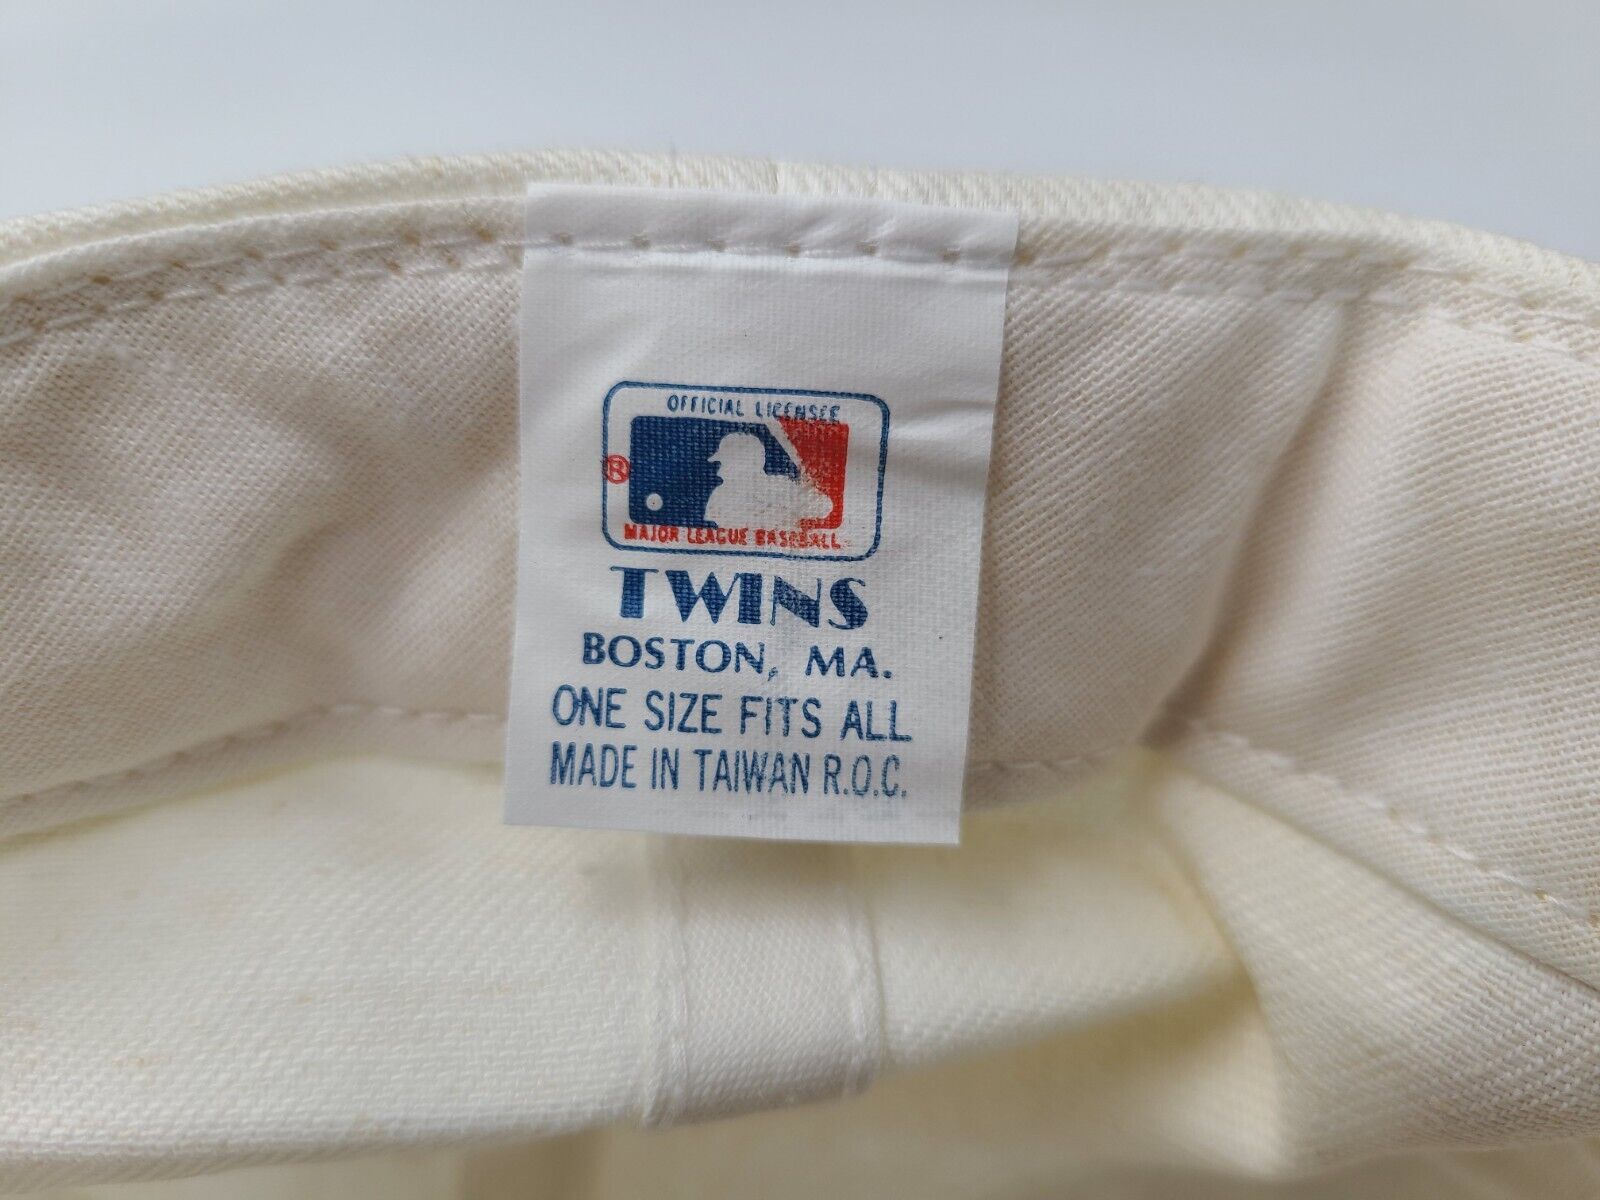 OFFICIAL LICENSEE
®
MAJOR LEAGUE BASEBALL
TWINS
BOSTON, MA.
ONE SIZE FITS ALL
MADE IN TAIWAN R.O.C.